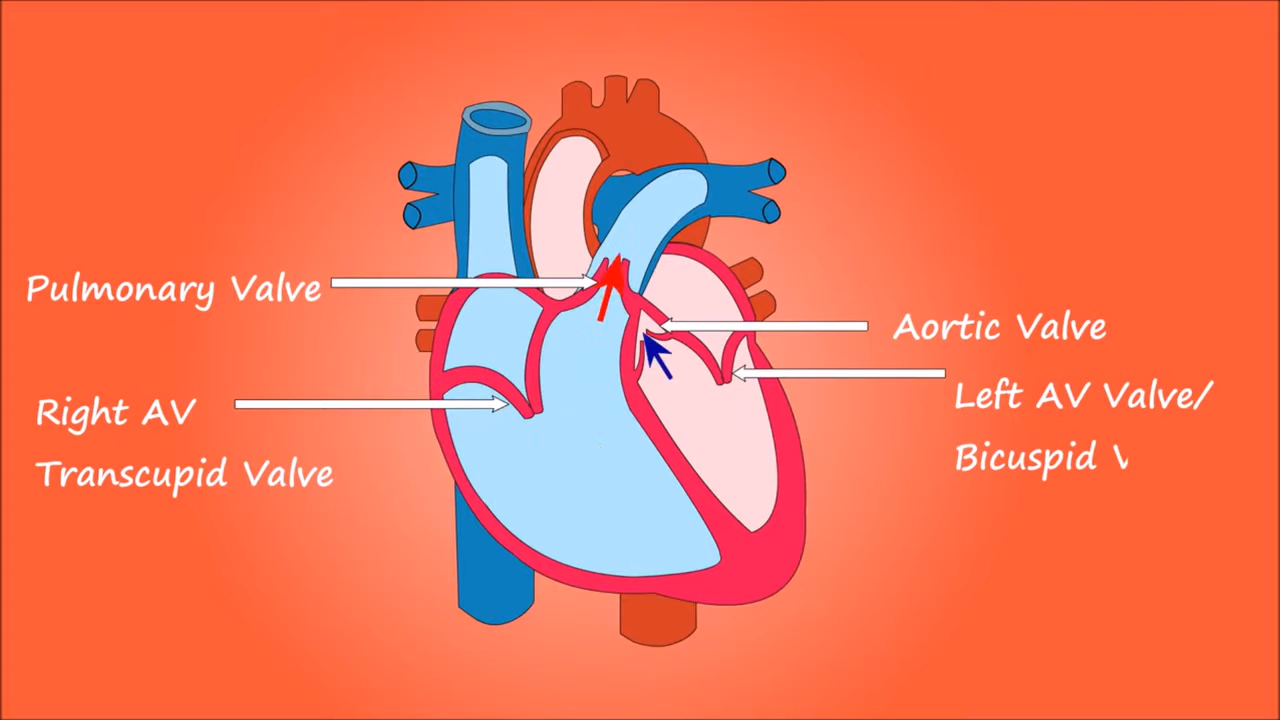 Pulmonary Valve
Right AV
Transcupid Valve
Aortic Valve
Left AV Valve/
Bicuspid